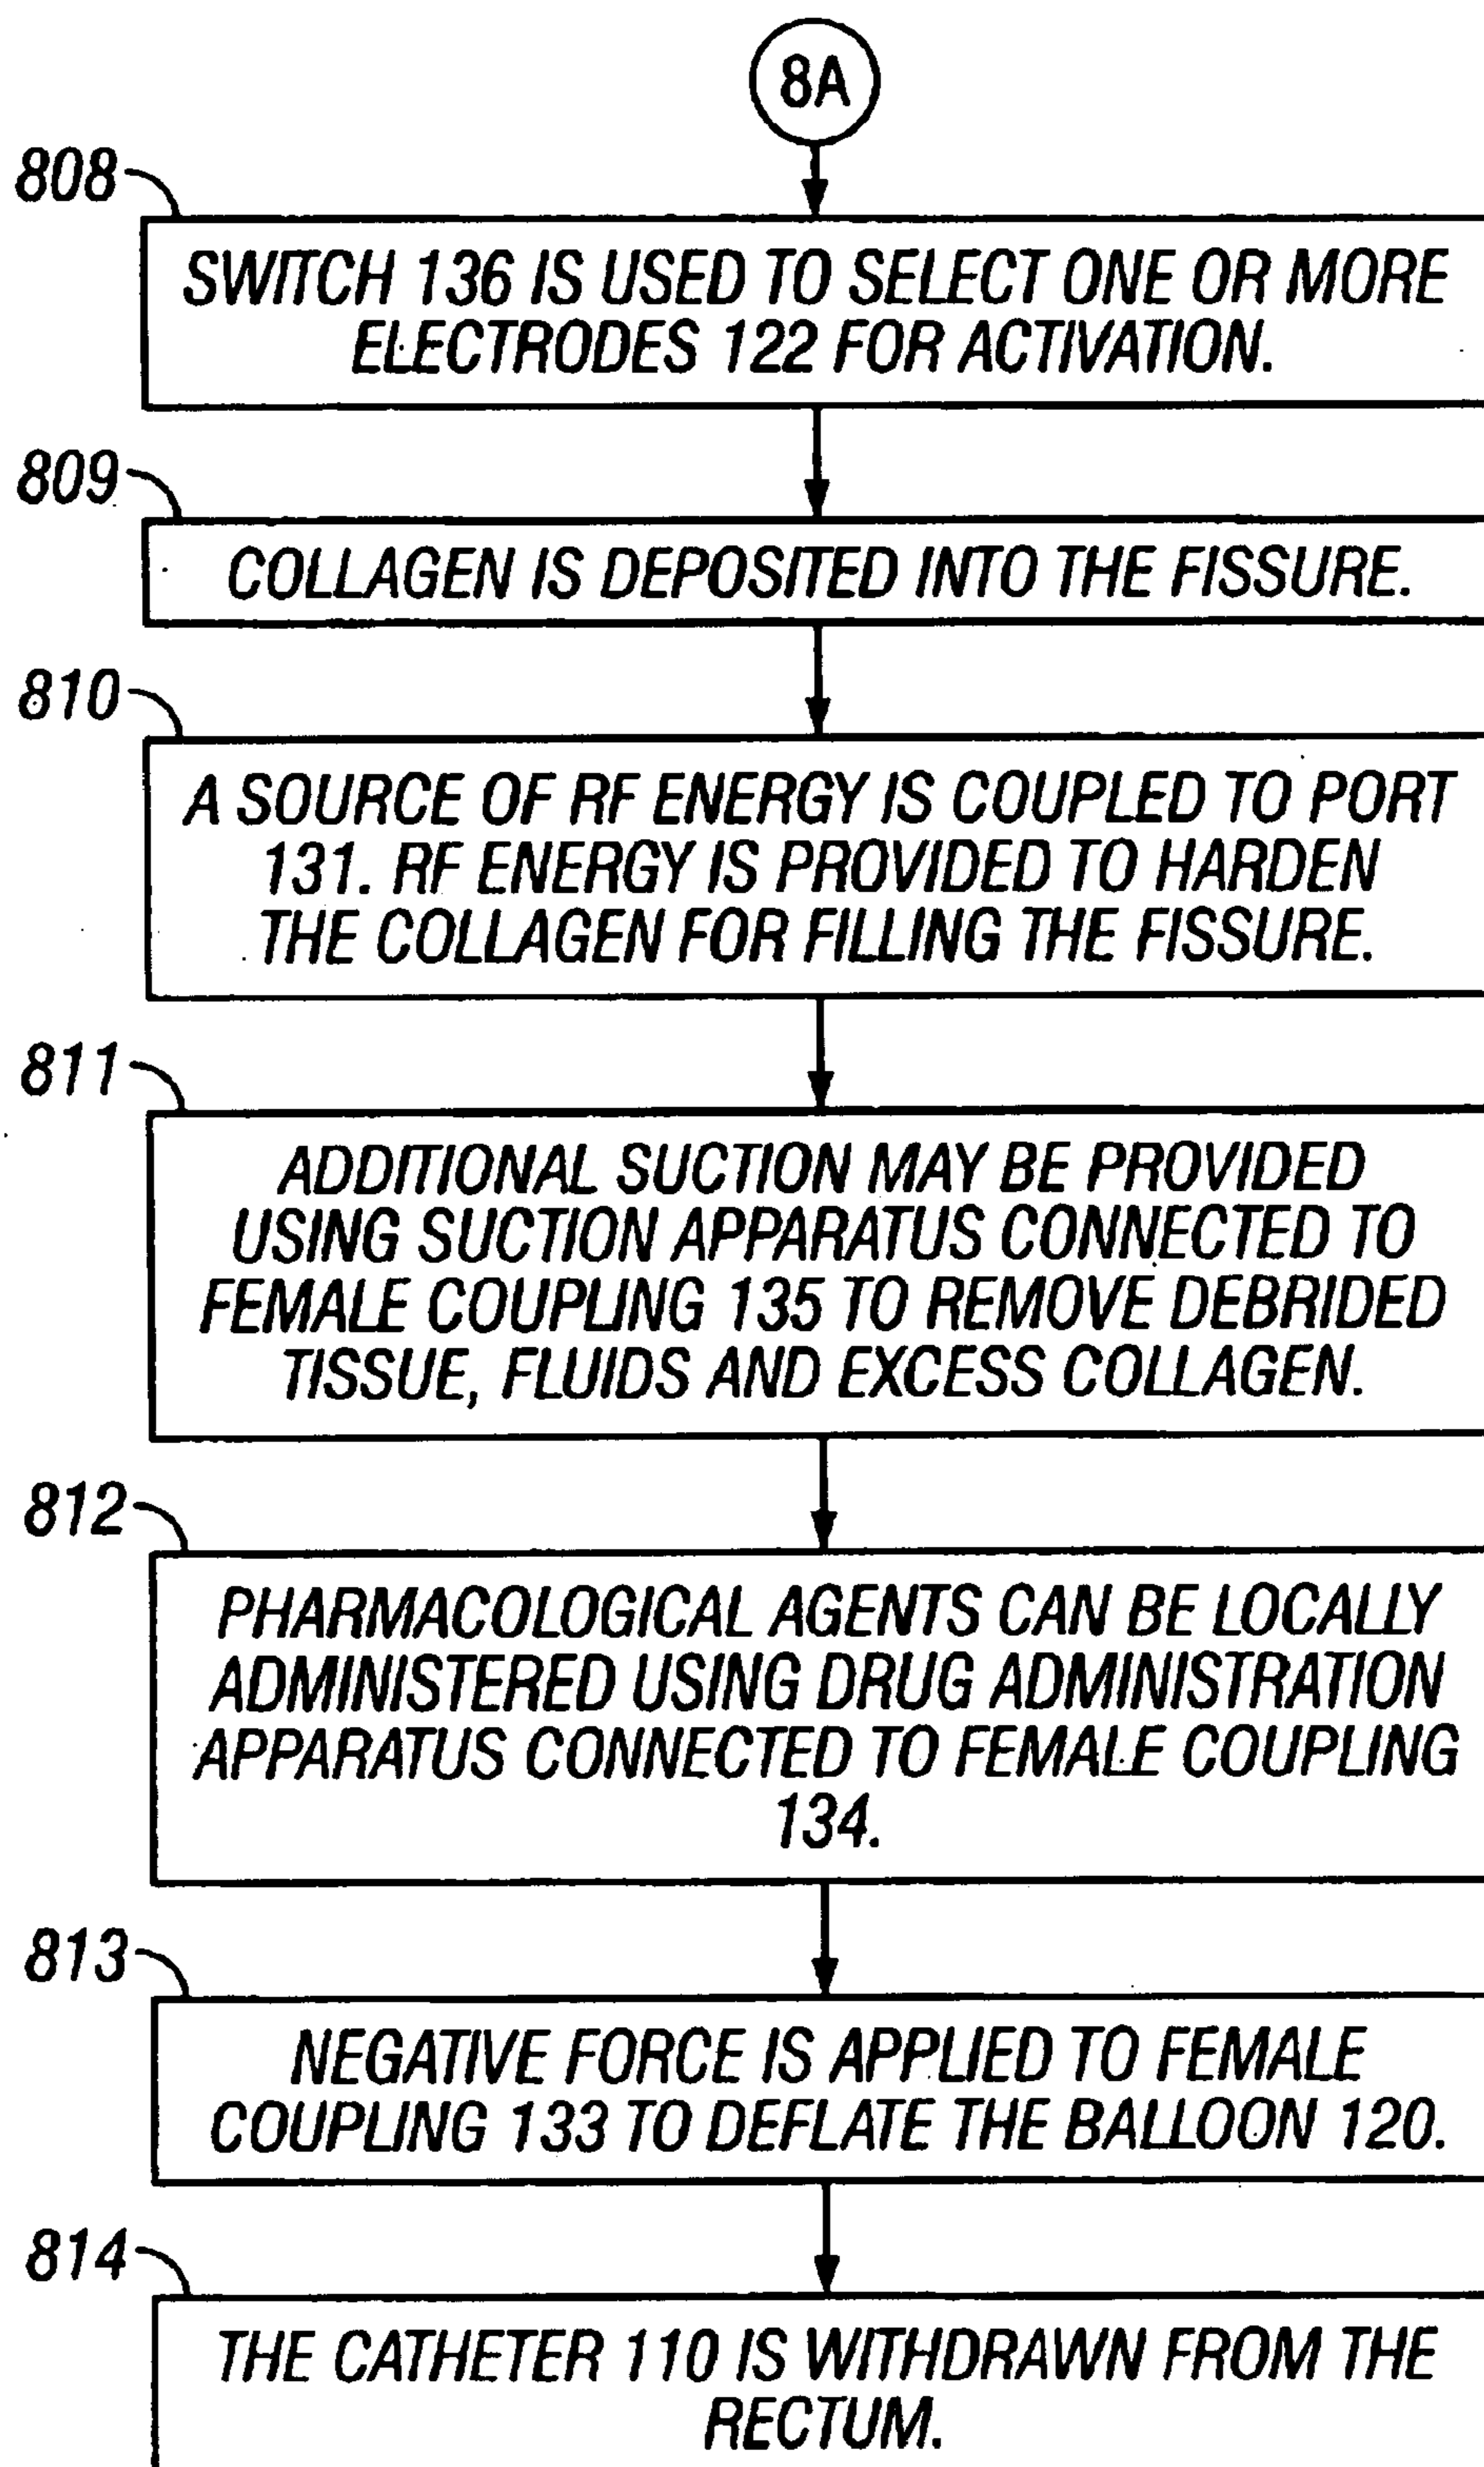 8A
808
SWITCH 136 IS USED TO SELECT ONE OR MORE
ELECTRODES 122 FOR ACTIVATION.
809
COLLAGEN IS DEPOSITED INTO THE FISSURE.
810
A SOURCE OF RF ENERGY IS COUPLED TO PORT
131. RF ENERGY IS PROVIDED TO HARDEN
THE COLLAGEN FOR FILLING THE FISSURE.
811
ADDITIONAL SUCTION MAY BE PROVIDED
USING SUCTION APPARATUS CONNECTED TO
FEMALE COUPLING 135 TO REMOVE DEBRIDED
TISSUE, FLUIDS AND EXCESS COLLAGEN.
812
PHARMACOLOGICAL AGENTS CAN BE LOCALLY
ADMINISTERED USING DRUG ADMINISTRATION
APPARATUS CONNECTED TO FEMALE COUPLING
134.
813
NEGATIVE FORCE IS APPLIED TO FEMALE
COUPLING 133 TO DEFLATE THE BALLOON 120.
814
THE CATHETER 110 IS WITHDRAWN FROM THE
RECTUM.